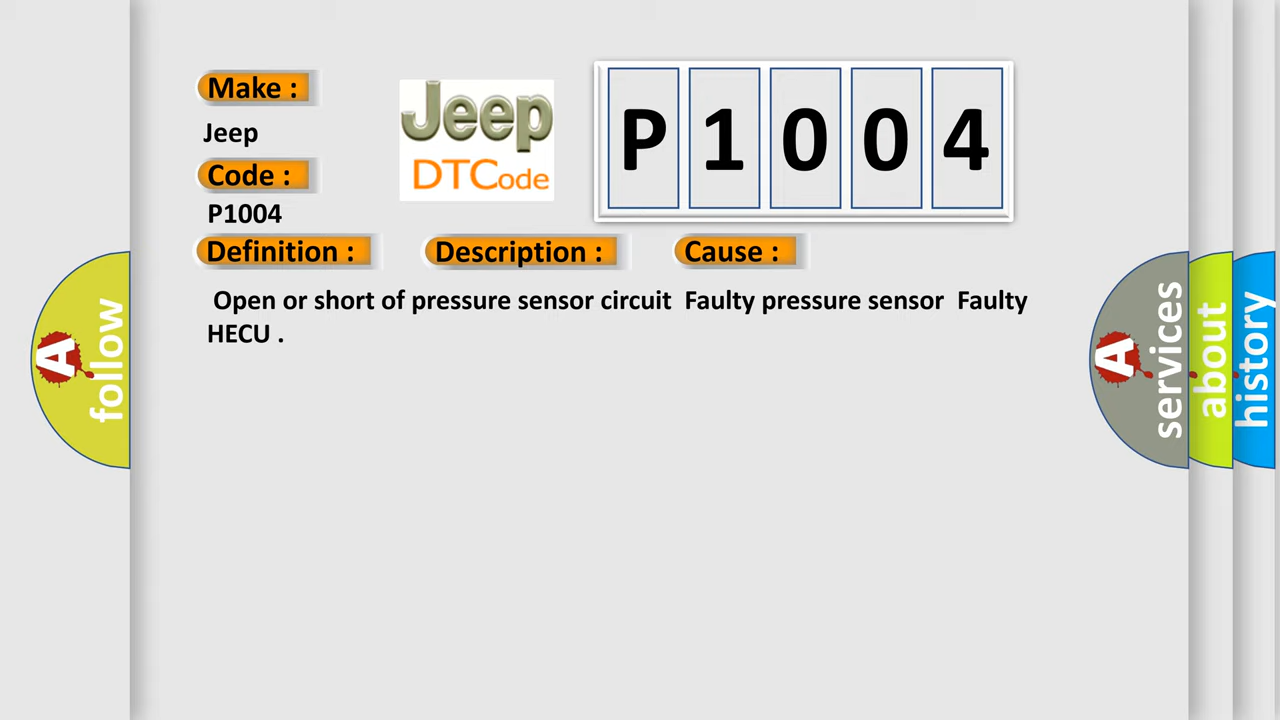 Make :
Jeep
Code :
P1004
Jeep
DTCode
P 1 0 0 4
Definition :
Description :
Cause :
Open or short of pressure sensor circuit  Faulty pressure sensor  Faulty
HECU .
A
follow
A
services
about
history